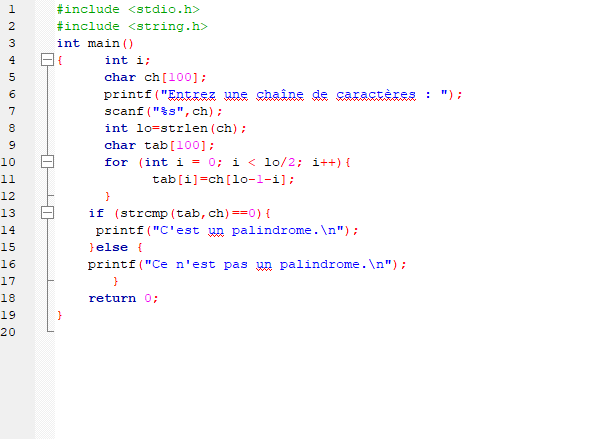 1 #include <stdio.h>
2 #include <string.h>
3 int main()
4 { int i;
5 char ch[100];
6 printf("Entrez une chaîne de caractères : ");
7 scanf("%s",ch);
8 int lo=strlen(ch);
9 char tab[100];
10 for (int i = 0; i < lo/2; i++){
11 tab[i]=ch[lo-1-i];
12 }
13 if (strcmp(tab,ch)==0){
14 printf("C'est un palindrome.\n");
15 }else {
16 printf("Ce n'est pas un palindrome.\n");
17 }
18 return 0;
19 }
20